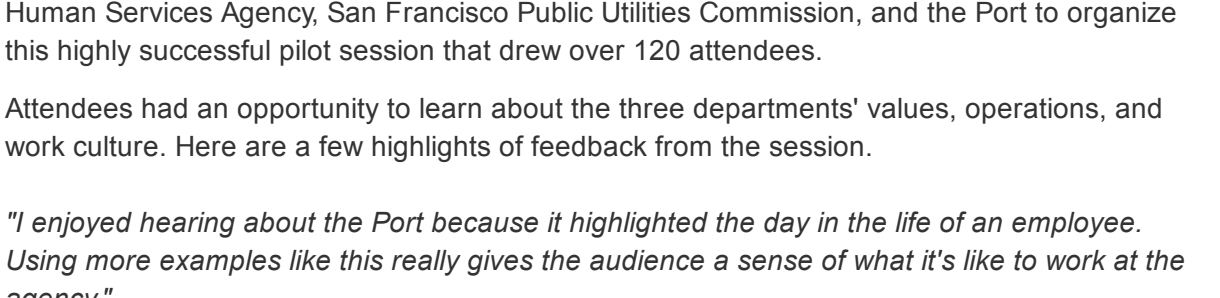 Human Services Agency, San Francisco Public Utilities Commission, and the Port to organize
this highly successful pilot session that drew over 120 attendees.
Attendees had an opportunity to learn about the three departments' values, operations, and
work culture. Here are a few highlights of feedback from the session.
"I enjoyed hearing about the Port because it highlighted the day in the life of an employee.
Using more examples like this really gives the audience a sense of what it's like to work at the
agency."